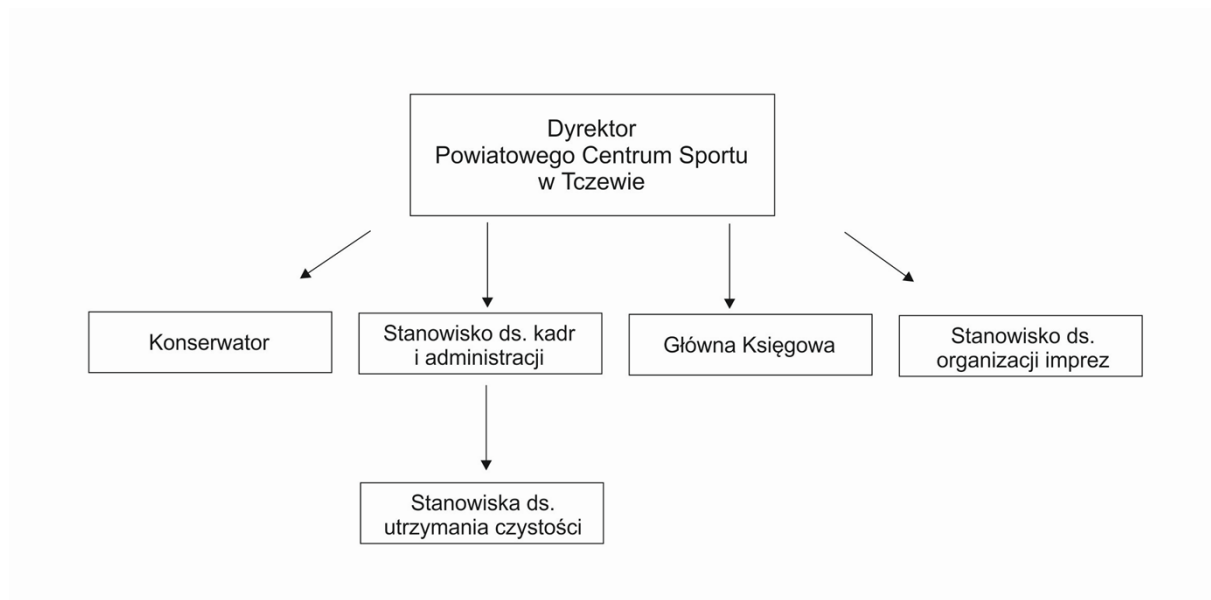 Dyrektor
Powiatowego Centrum Sportu
w Tczewie
Konserwator
Stanowisko ds. kadr
i administracji
Główna Księgowa
Stanowisko ds.
organizacji imprez
Stanowiska ds.
utrzymania czystości